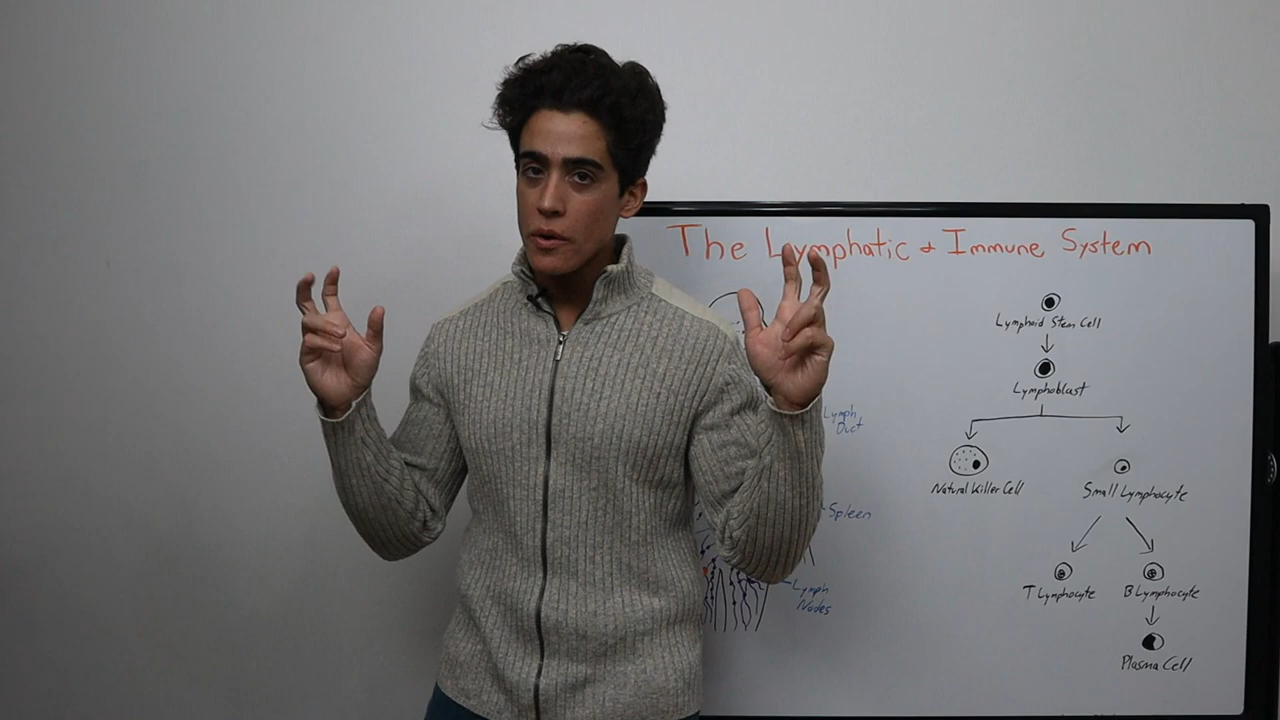 The Lymphatic & Immune System
Lymphoid Stem Cell
Lymphoblast
Lymph
Duct
Natural Killer Cell
Small Lymphocyte
Spleen
Lymph
Nodes
T Lymphocyte
B Lymphocyte
Plasma Cell